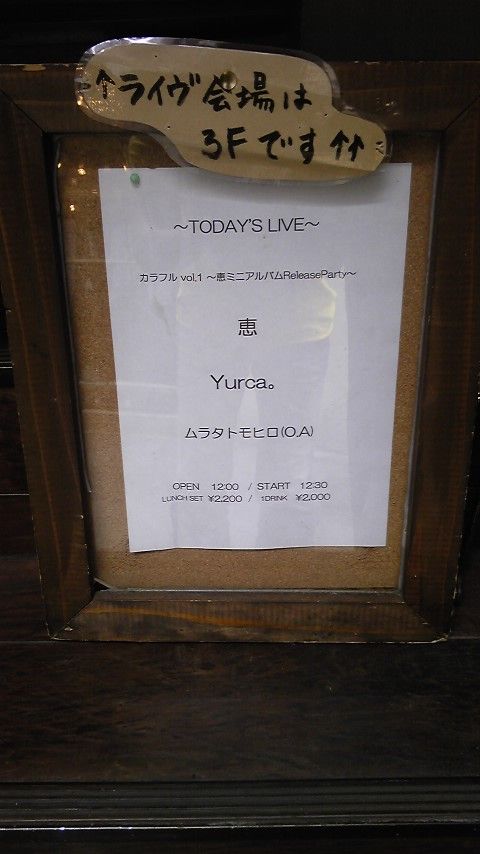 ↑ライヴ会場は
3Fです↑↑
～TODAY'S LIVE～
カラフル vol.1 ～恵ミニアルバムReleaseParty～
恵
Yurca。
ムラタトモヒロ(O.A)
OPEN 12:00 / START 12:30
LUNCH SET ¥2,200 / 1DRINK ¥2,000